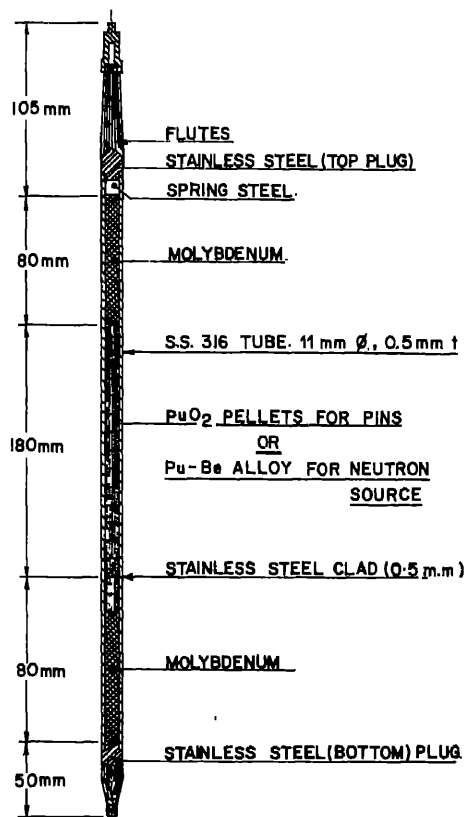 105mm
FLUTES
STAINLESS STEEL (TOP PLUG)
SPRING STEEL.
80mm
MOLYBDENUM.
S.S. 316 TUBE. 11 mm Ø., 0.5mm t
180mm
PuO₂ PELLETS FOR PINS
OR
Pu-Be ALLOY FOR NEUTRON
SOURCE
STAINLESS STEEL CLAD (0.5 m.m)
80mm
MOLYBDENUM
STAINLESS STEEL (BOTTOM) PLUG.
50mm